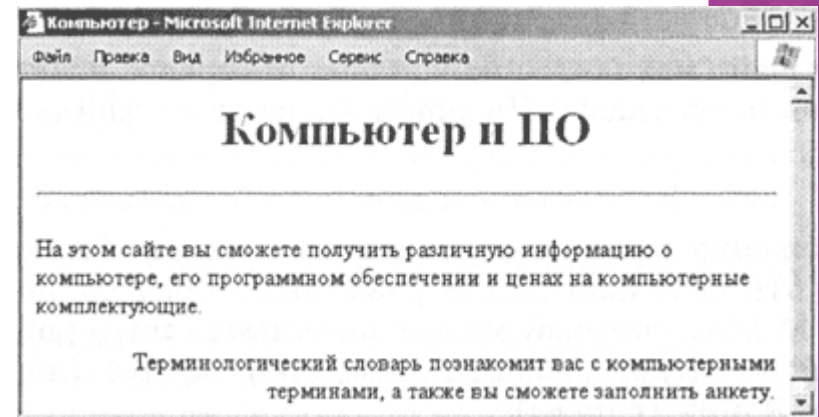 Компьютер - Microsoft Internet Explorer
Файл Правка Вид Избранное Сервис Справка
Компьютер и ПО
На этом сайте вы сможете получить различную информацию о
компьютере, его программном обеспечении и ценах на компьютерные
комплектующие.
Терминологический словарь познакомит вас с компьютерными
терминами, а также вы сможете заполнить анкету.